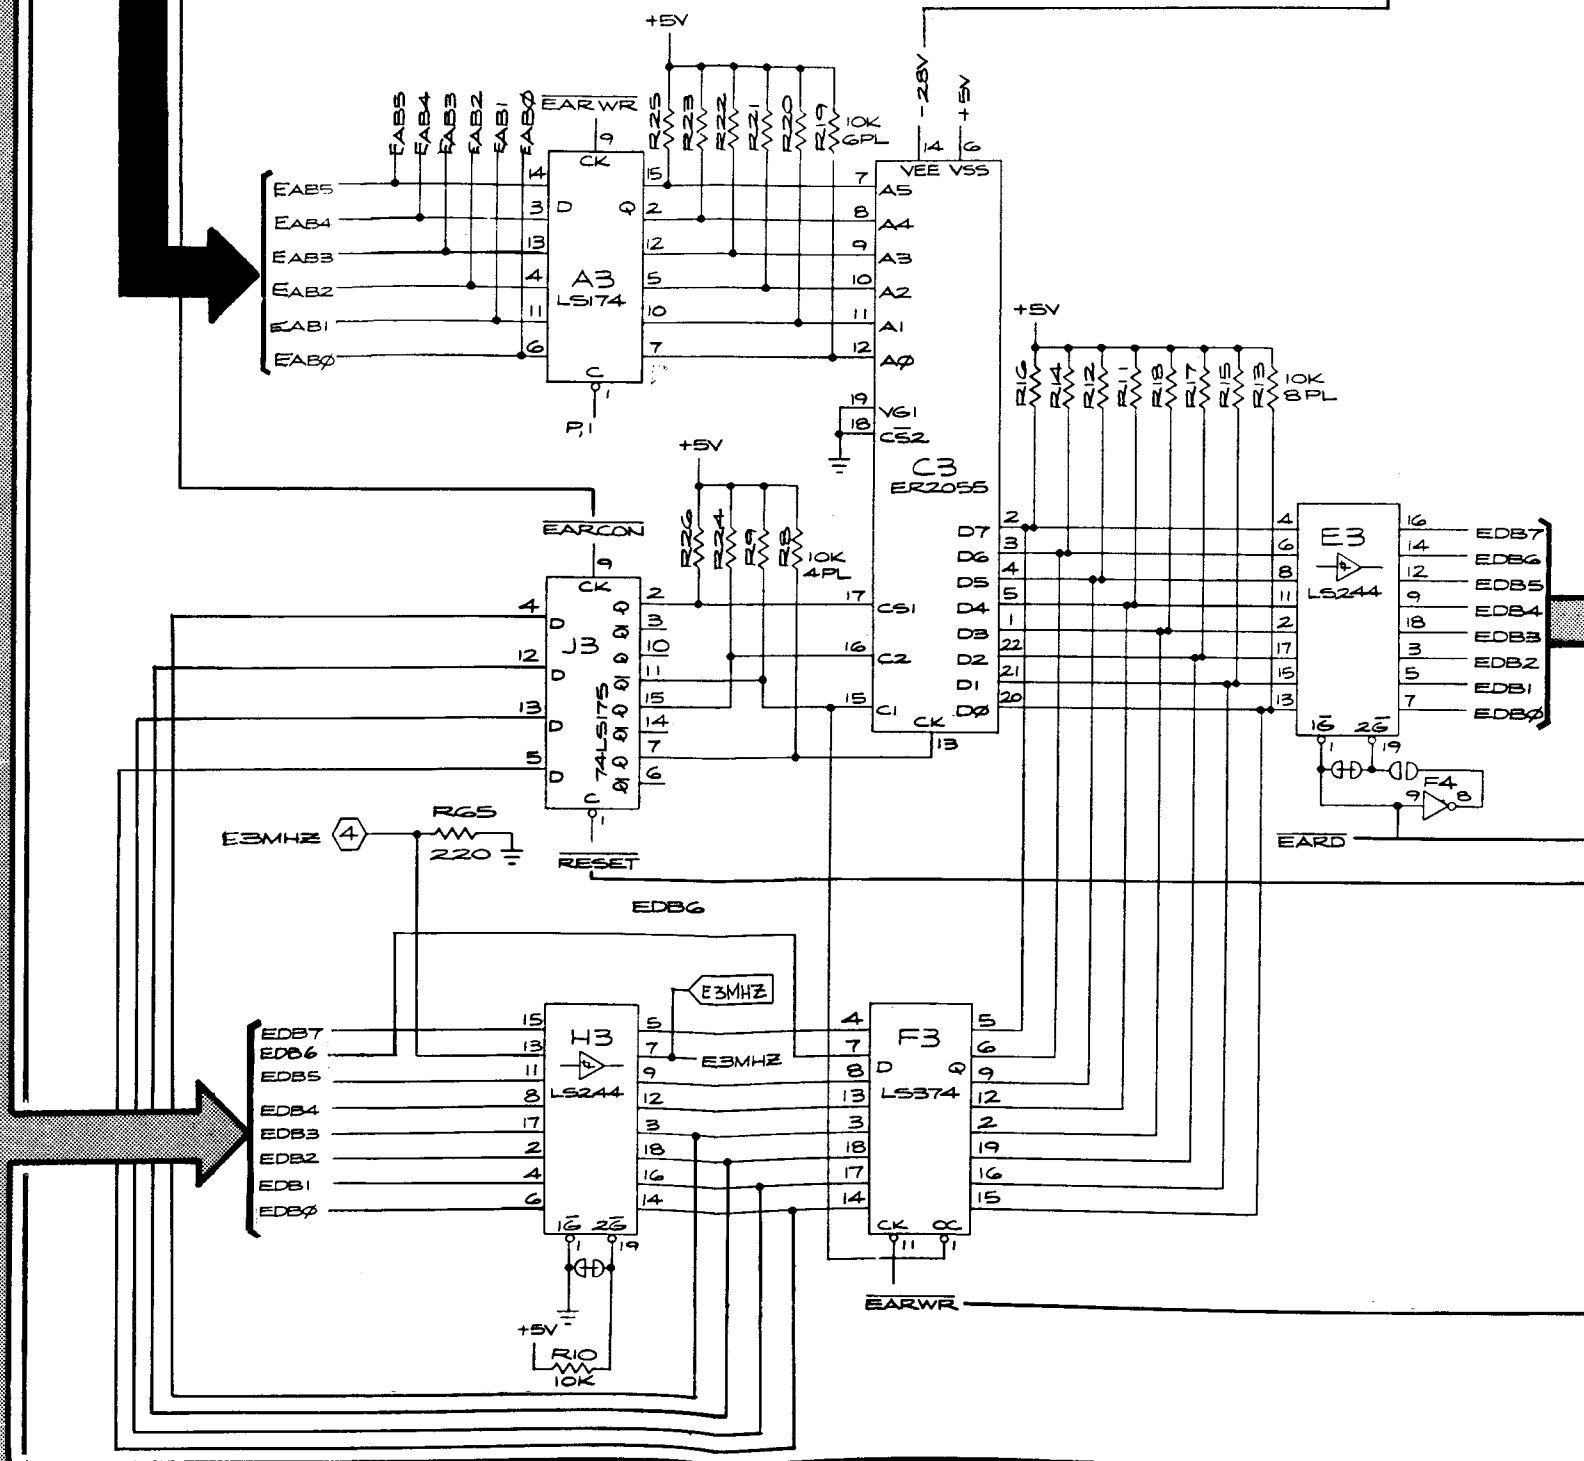 +5V
-28V
+5V
EAB5
EAB4
EAB3
EAB2
EAB1
EABØ
EARWR
R25
R23
R22
R21
R20
R19
10K
6PL
9
CK
14 6
VEE VSS
EAB5 14 15 7 A5
EAB4 3 D Q 2 8 A4
EAB3 13 12 9 A3
EAB2 4 A3 5 10 A2
LS174
EAB1 11 10 11 A1
EABØ 6 7 12 AØ
C
1
P,1
19 VG1
18 CS2
+5V
R16
R14
R12
R11
R18
R17
R15
R13
10K
8PL
+5V
C3
ER2055
R26
R24
R9
R8
10K
4PL
EARCON
9
CK
D7 2 4 16 EDB7
D6 3 6 14 EDB6
D5 4 8 12 EDB5
D4 5 11 9 EDB4
D3 1 2 18 EDB3
D2 22 17 3 EDB2
D1 21 15 5 EDB1
DØ 20 13 7 EDBØ
E3
LS244
1G 2G
1 19
F4
9 8
EARD
4 D Q 2 17 CS1
Q 3
J3
12 D Q 10 16 C2
Q 11
74LS175
13 D Q 15 15 C1
Q 14
CK
13
5 D Q 7
Q 6
C
1
RESET
E3MHZ 4
R65
220
EDB6
E3MHZ
EDB7 15 H3 5 4 F3 5
EDB6 13 7 E3MHZ 7 6
EDB5 11 9 8 D Q 9
LS244
LS374
EDB4 8 12 13 12
EDB3 17 3 3 2
EDB2 2 18 18 19
EDB1 4 16 17 16
EDBØ 6 14 14 15
1G 2G
1 19
CK OC
11 1
EARWR
+5V
R10
10K